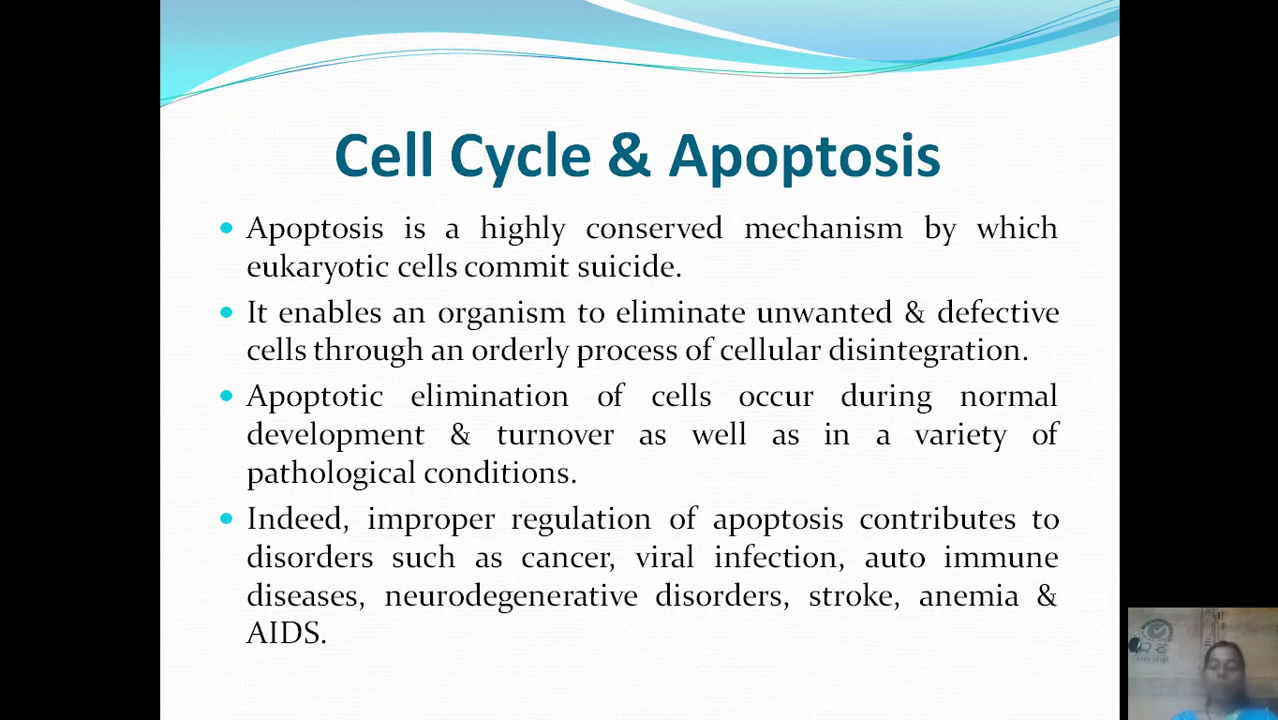 Cell Cycle & Apoptosis
Apoptosis is a highly conserved mechanism by which
eukaryotic cells commit suicide.
It enables an organism to eliminate unwanted & defective
cells through an orderly process of cellular disintegration.
Apoptotic elimination of cells occur during normal
development & turnover as well as in a variety of
pathological conditions.
Indeed, improper regulation of apoptosis contributes to
disorders such as cancer, viral infection, auto immune
diseases, neurodegenerative disorders, stroke, anemia &
AIDS.